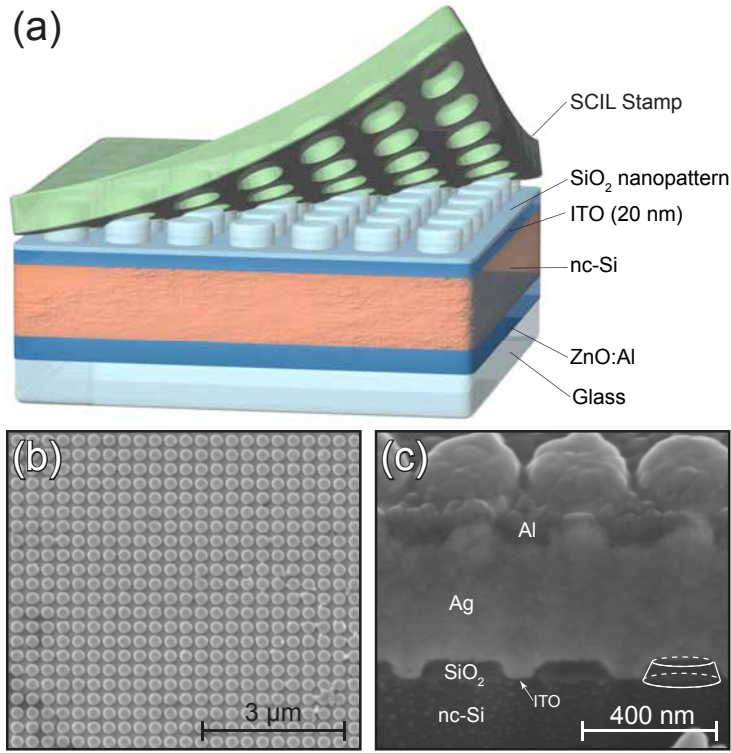 (a)
SCIL Stamp
SiO₂ nanopattern
ITO (20 nm)
nc-Si
ZnO:Al
Glass
(b)
3 μm
(c)
Al
Ag
SiO₂
ITO
nc-Si
400 nm